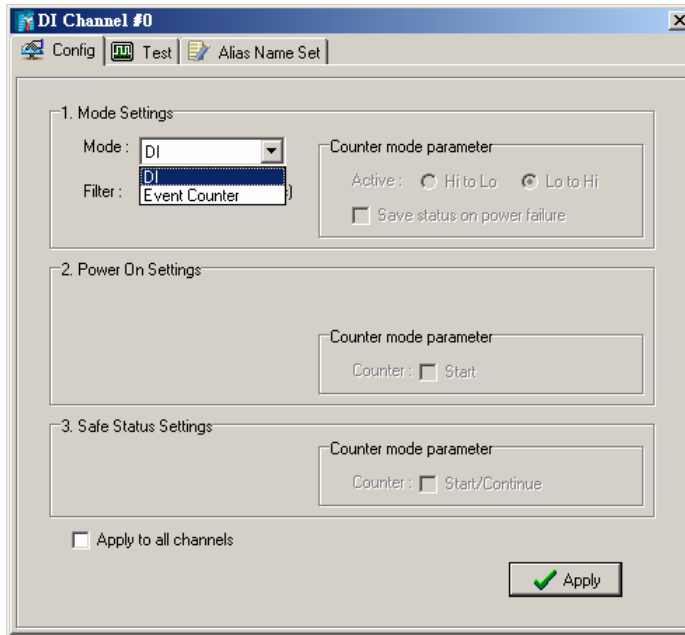 DI Channel #0
Config Test Alias Name Set
1. Mode Settings
Mode : DI
DI
Event Counter
Filter :
Counter mode parameter
Active : Hi to Lo Lo to Hi
Save status on power failure
2. Power On Settings
Counter mode parameter
Counter : Start
3. Safe Status Settings
Counter mode parameter
Counter : Start/Continue
Apply to all channels
Apply